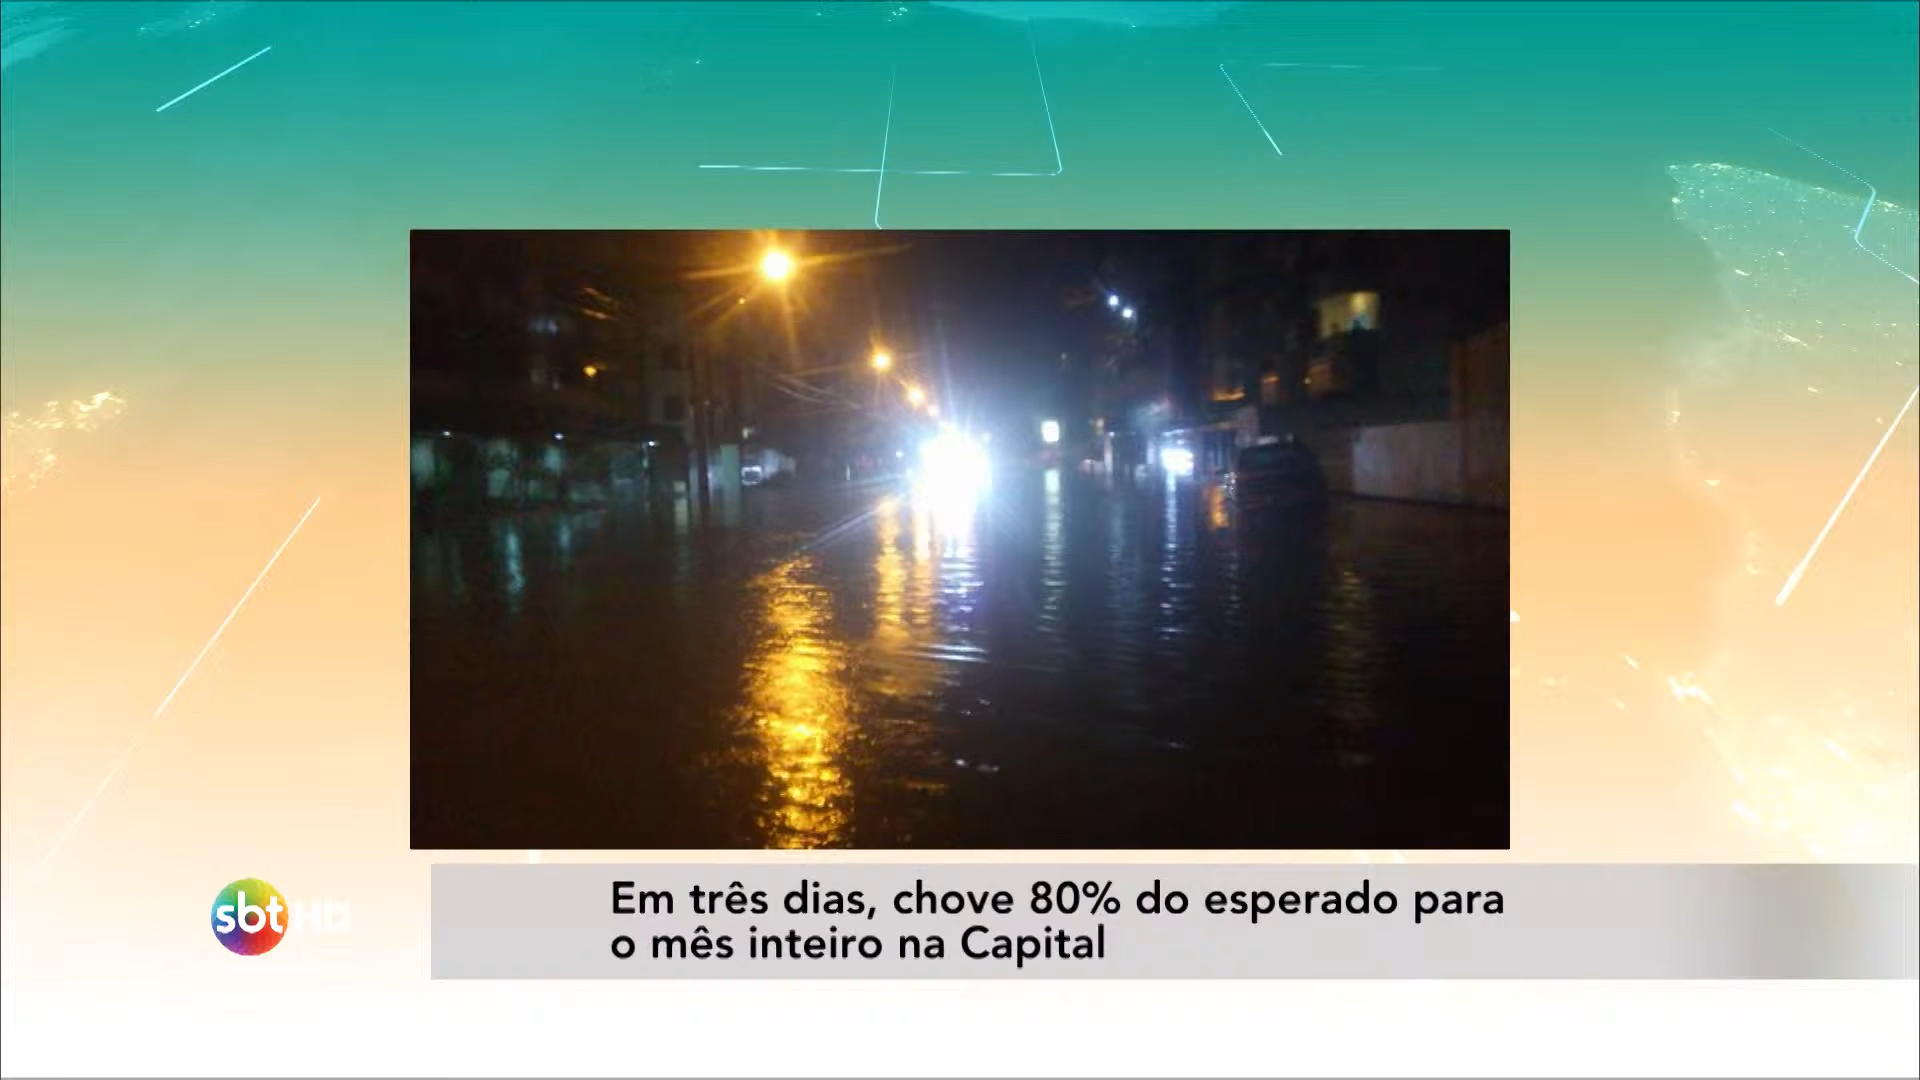 Em três dias, chove 80% do esperado para
o mês inteiro na Capital
sbt HD